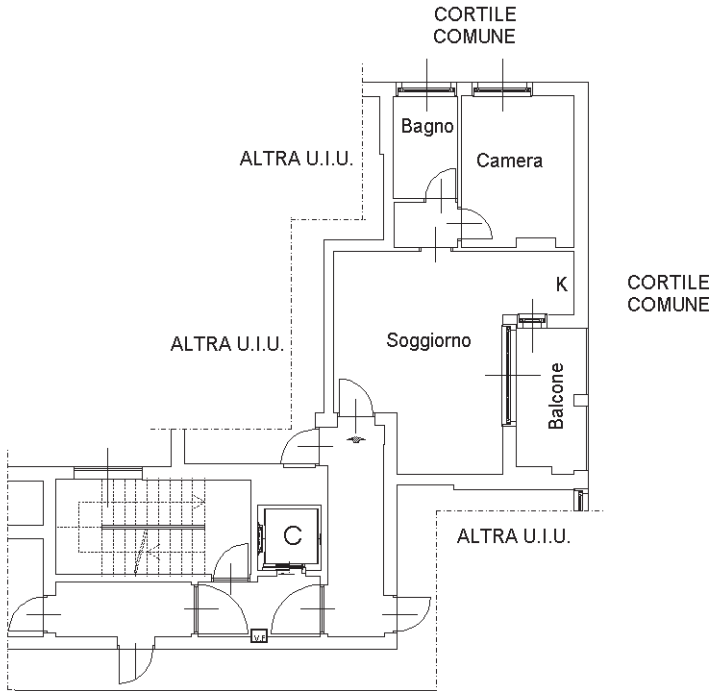 CORTILE
COMUNE
Bagno
ALTRA U.I.U.
Camera
K
CORTILE
COMUNE
ALTRA U.I.U.
Soggiorno
Balcone
C
ALTRA U.I.U.
V.F